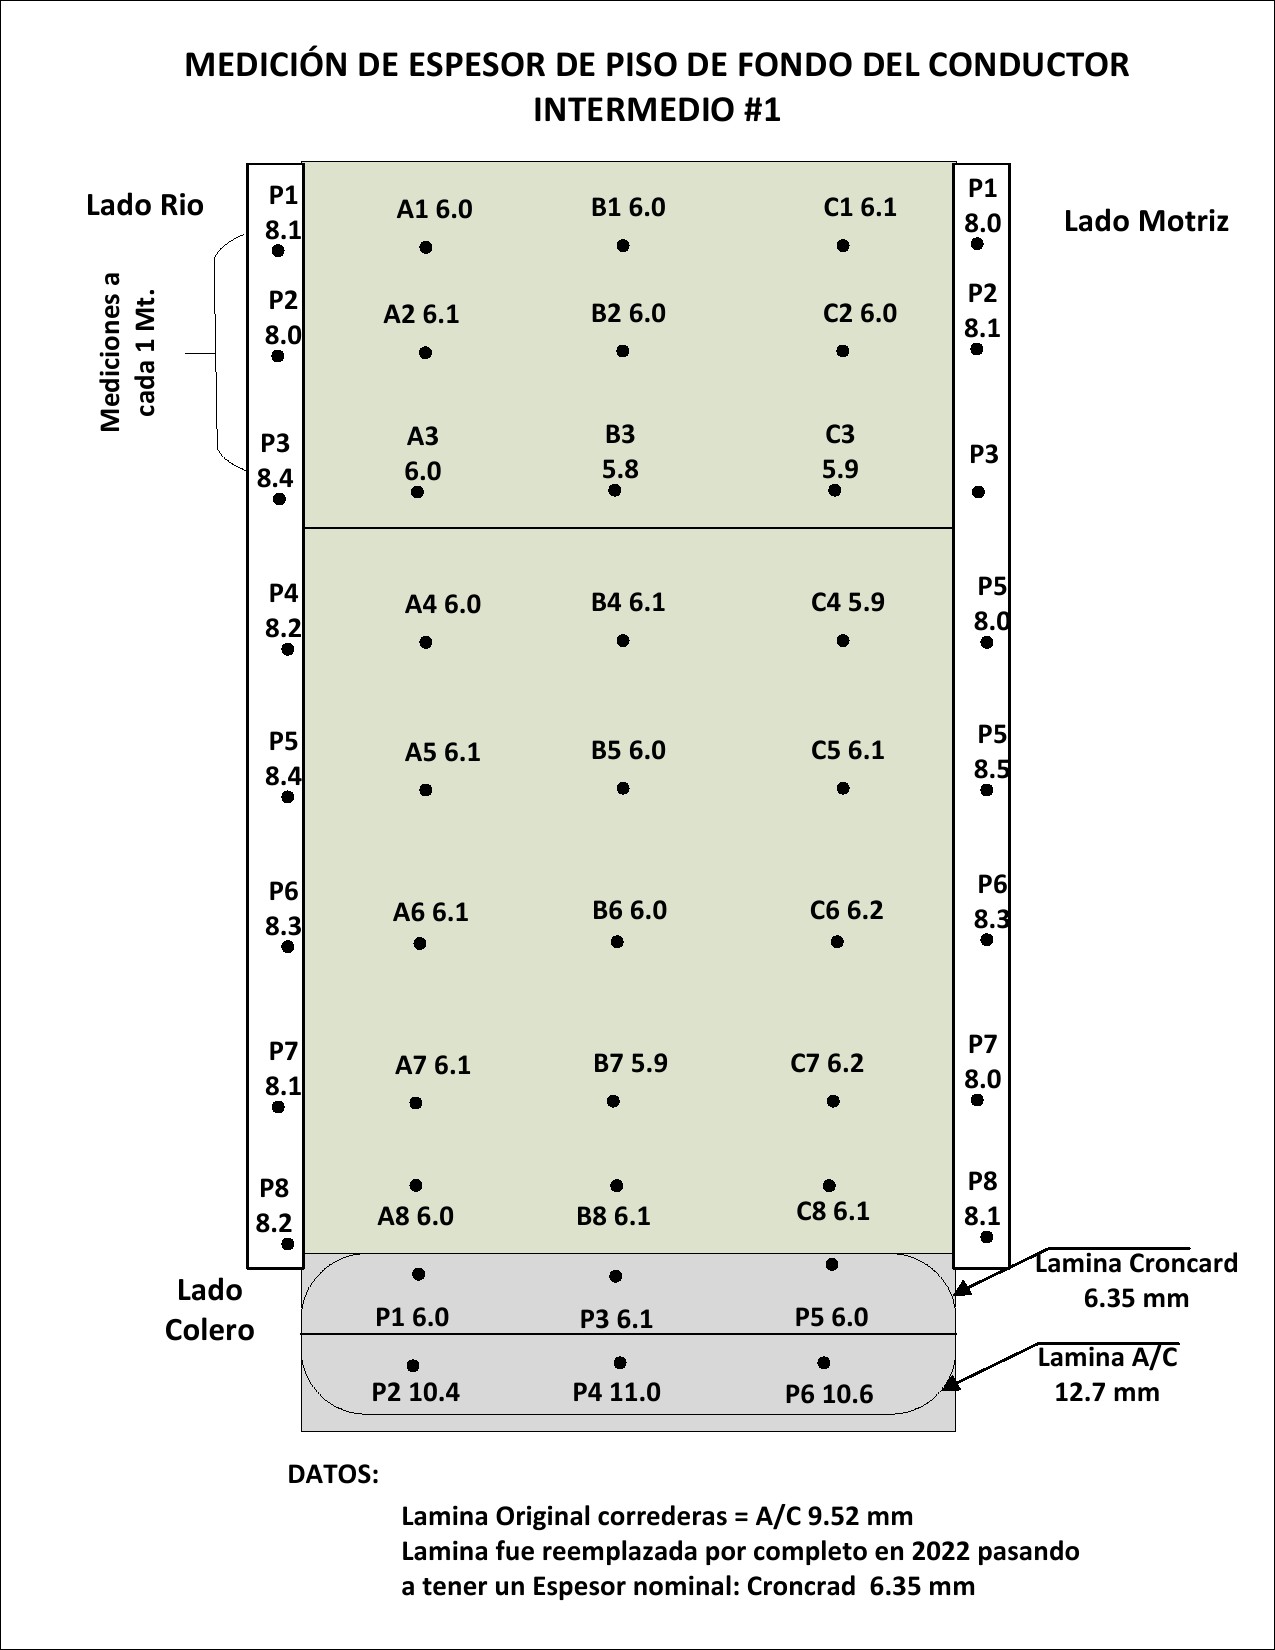 MEDICIÓN DE ESPESOR DE PISO DE FONDO DEL CONDUCTOR
INTERMEDIO #1
Lado Rio
Lado Motriz
Mediciones a
cada 1 Mt.
P1
8.1
A1 6.0
B1 6.0
C1 6.1
P1
8.0
P2
8.0
A2 6.1
B2 6.0
C2 6.0
P2
8.1
P3
8.4
A3
6.0
B3
5.8
C3
5.9
P3
P4
8.2
A4 6.0
B4 6.1
C4 5.9
P5
8.0
P5
8.4
A5 6.1
B5 6.0
C5 6.1
P5
8.5
P6
8.3
A6 6.1
B6 6.0
C6 6.2
P6
8.3
P7
8.1
A7 6.1
B7 5.9
C7 6.2
P7
8.0
P8
8.2
A8 6.0
B8 6.1
C8 6.1
P8
8.1
Lado
Colero
P1 6.0
P3 6.1
P5 6.0
Lamina Croncard
6.35 mm
P2 10.4
P4 11.0
P6 10.6
Lamina A/C
12.7 mm
DATOS:
Lamina Original correderas = A/C 9.52 mm
Lamina fue reemplazada por completo en 2022 pasando
a tener un Espesor nominal: Croncrad 6.35 mm